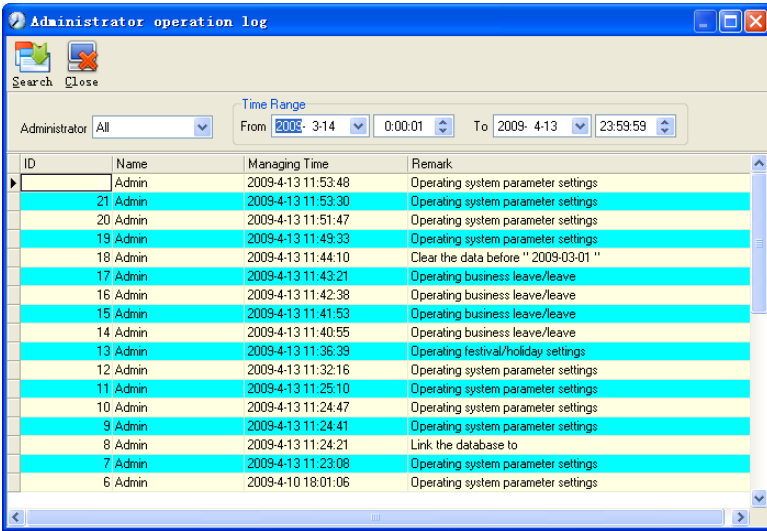 Administrator operation log
Search Close
Time Range
Administrator All From 2009- 3-14 0:00:01 To 2009- 4-13 23:59:59
ID Name Managing Time Remark
Admin 2009-4-13 11:53:48 Operating system parameter settings
21 Admin 2009-4-13 11:53:30 Operating system parameter settings
20 Admin 2009-4-13 11:51:47 Operating system parameter settings
19 Admin 2009-4-13 11:49:33 Operating system parameter settings
18 Admin 2009-4-13 11:44:10 Clear the data before " 2009-03-01 "
17 Admin 2009-4-13 11:43:21 Operating business leave/leave
16 Admin 2009-4-13 11:42:38 Operating business leave/leave
15 Admin 2009-4-13 11:41:53 Operating business leave/leave
14 Admin 2009-4-13 11:40:55 Operating business leave/leave
13 Admin 2009-4-13 11:36:39 Operating festival/holiday settings
12 Admin 2009-4-13 11:32:16 Operating system parameter settings
11 Admin 2009-4-13 11:25:10 Operating system parameter settings
10 Admin 2009-4-13 11:24:47 Operating system parameter settings
9 Admin 2009-4-13 11:24:41 Operating system parameter settings
8 Admin 2009-4-13 11:24:21 Link the database to
7 Admin 2009-4-13 11:23:08 Operating system parameter settings
6 Admin 2009-4-10 18:01:06 Operating system parameter settings